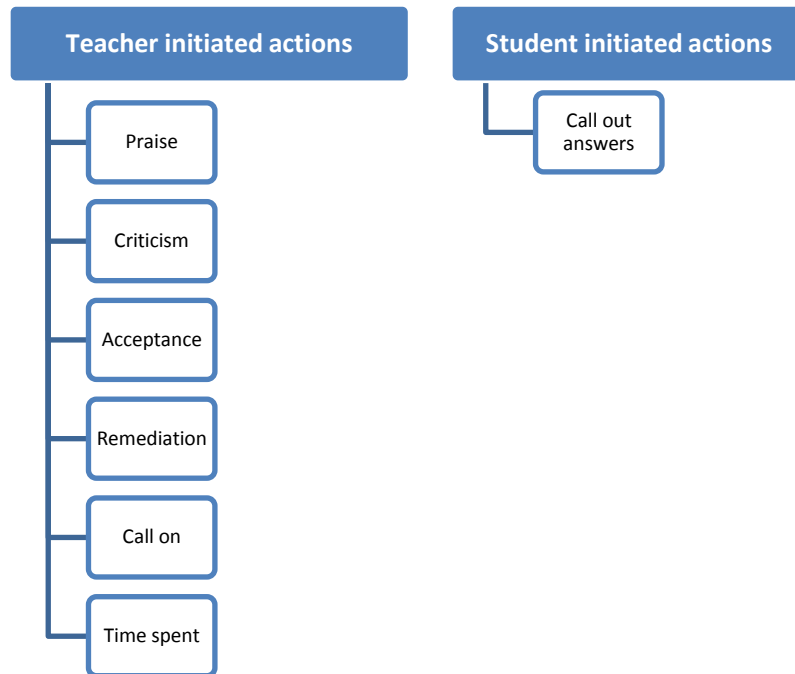 Teacher initiated actions
Praise
Criticism
Acceptance
Remediation
Call on
Time spent
Student initiated actions
Call out
answers